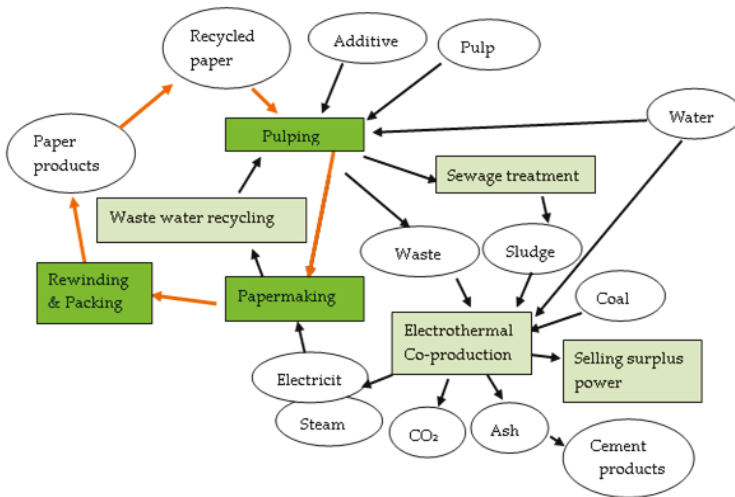 Recycled
paper
Additive
Pulp
Water
Pulping
Paper
products
Sewage treatment
Waste water recycling
Waste
Sludge
Rewinding
& Packing
Papermaking
Coal
Electrothermal
Co-production
Selling surplus
power
Electricit
Steam
CO₂
Ash
Cement
products